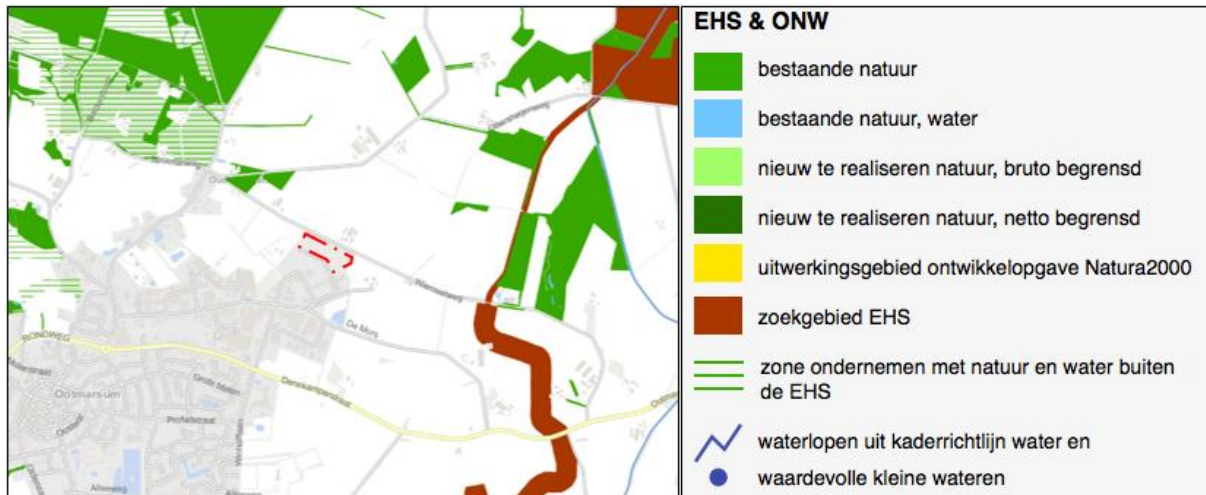 EHS & ONW
bestaande natuur
bestaande natuur, water
nieuw te realiseren natuur, bruto begrensd
nieuw te realiseren natuur, netto begrensd
uitwerkingsgebied ontwikkelopgave Natura2000
zoekgebied EHS
zone ondernemen met natuur en water buiten
de EHS
waterlopen uit kaderrichtlijn water en
waardevolle kleine wateren
De Mors
RONDWEG
Denekamperstraat
Ootmarsum